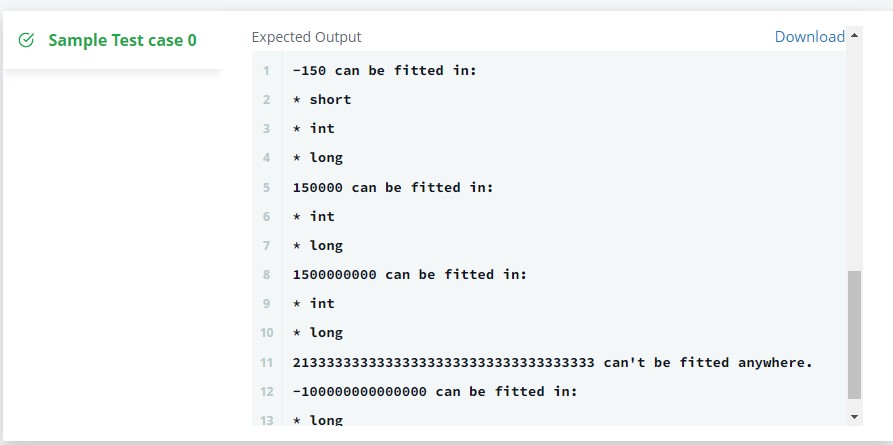 Sample Test case 0
Expected Output
Download
1 -150 can be fitted in:
2 * short
3 * int
4 * long
5 150000 can be fitted in:
6 * int
7 * long
8 1500000000 can be fitted in:
9 * int
10 * long
11 213333333333333333333333333333333333 can't be fitted anywhere.
12 -100000000000000 can be fitted in:
13 * long